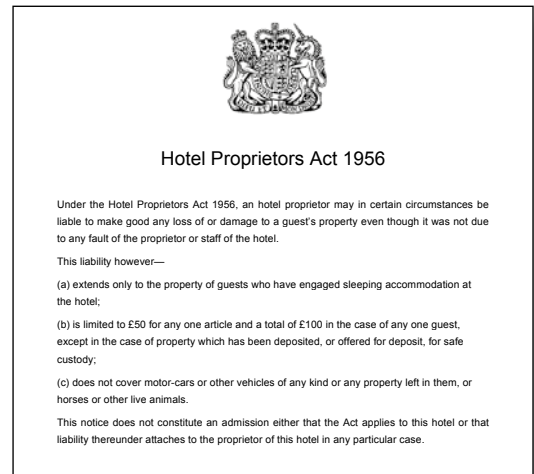 Hotel Proprietors Act 1956
Under the Hotel Proprietors Act 1956, an hotel proprietor may in certain circumstances be
liable to make good any loss of or damage to a guest's property even though it was not due
to any fault of the proprietor or staff of the hotel.
This liability however—
(a) extends only to the property of guests who have engaged sleeping accommodation at
the hotel;
(b) is limited to £50 for any one article and a total of £100 in the case of any one guest,
except in the case of property which has been deposited, or offered for deposit, for safe
custody;
(c) does not cover motor-cars or other vehicles of any kind or any property left in them, or
horses or other live animals.
This notice does not constitute an admission either that the Act applies to this hotel or that
liability thereunder attaches to the proprietor of this hotel in any particular case.